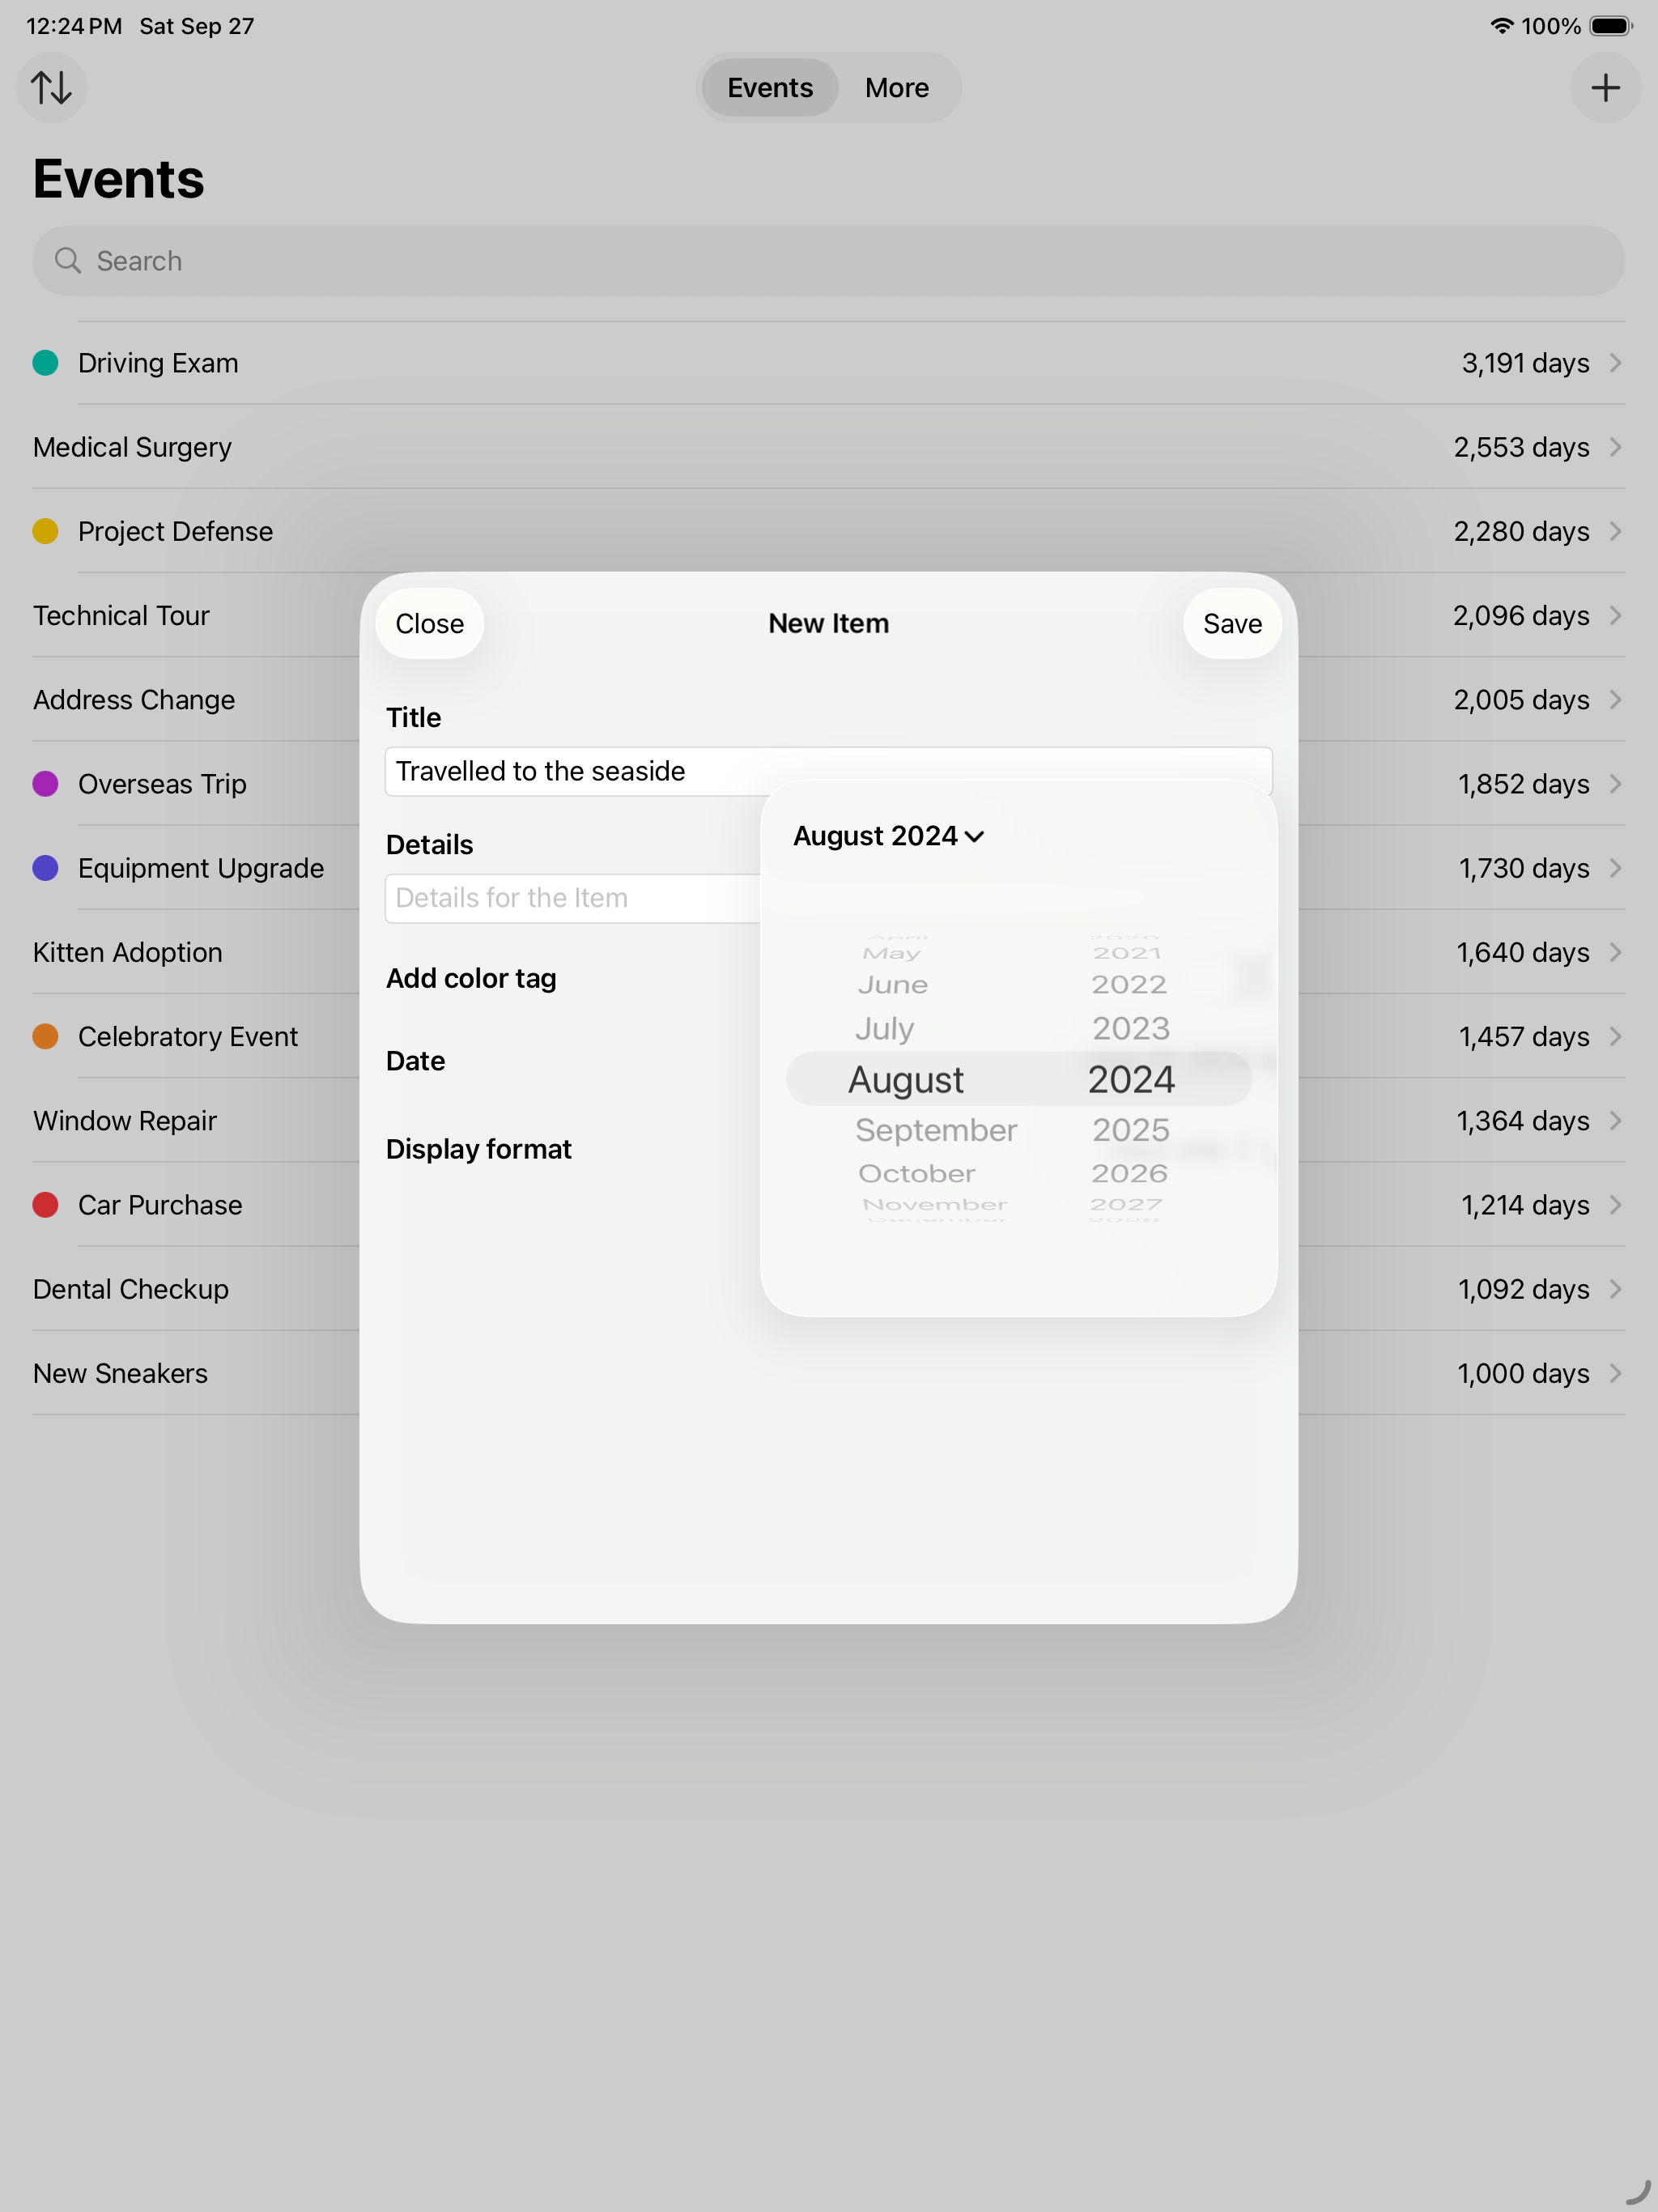 12:24 PM Sat Sep 27
100%
Events More
Events
Search
Driving Exam 3,191 days
Medical Surgery 2,553 days
Project Defense 2,280 days
Technical Tour 2,096 days
Address Change 2,005 days
Overseas Trip 1,852 days
Equipment Upgrade 1,730 days
Kitten Adoption 1,640 days
Celebratory Event 1,457 days
Window Repair 1,364 days
Car Purchase 1,214 days
Dental Checkup 1,092 days
New Sneakers 1,000 days
Close New Item Save
Title
Travelled to the seaside
Details
Details for the Item
Add color tag
Date
Display format
August 2024
April 2020
May 2021
June 2022
July 2023
August 2024
September 2025
October 2026
November 2027
December 2028